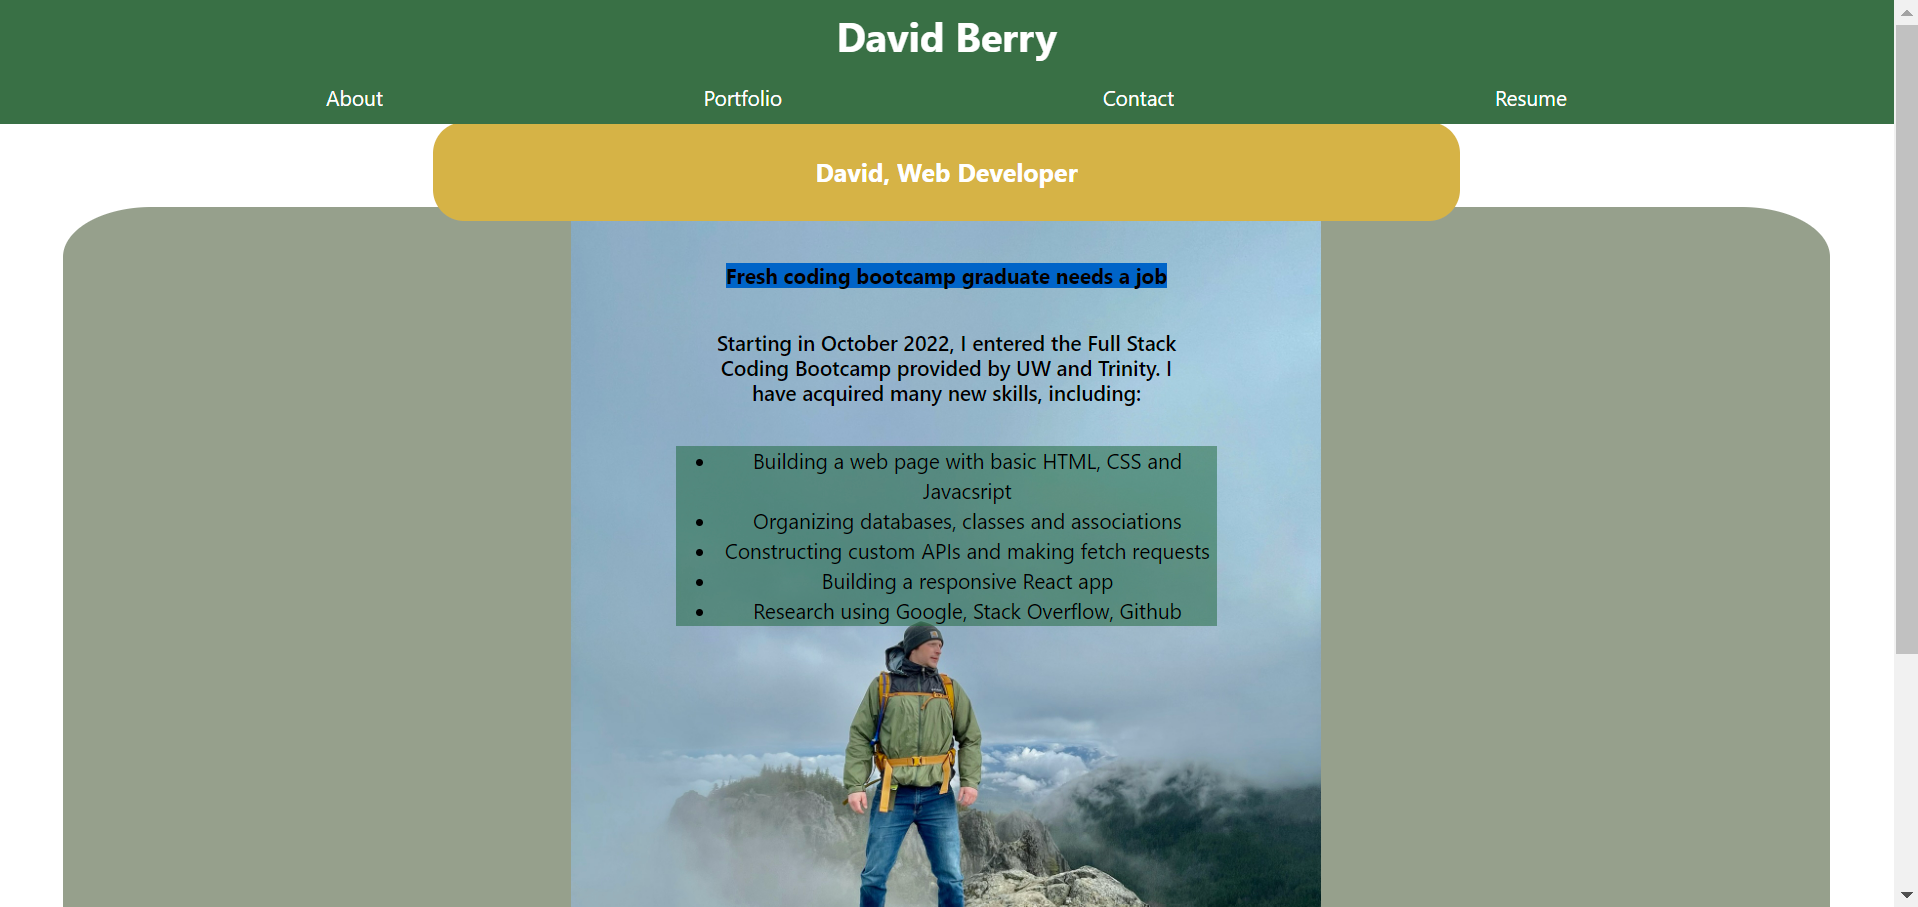 David Berry
About Portfolio Contact Resume
David, Web Developer
Fresh coding bootcamp graduate needs a job
Starting in October 2022, I entered the Full Stack
Coding Bootcamp provided by UW and Trinity. I
have acquired many new skills, including:
• Building a web page with basic HTML, CSS and
Javacsript
• Organizing databases, classes and associations
• Constructing custom APIs and making fetch requests
• Building a responsive React app
• Research using Google, Stack Overflow, Github